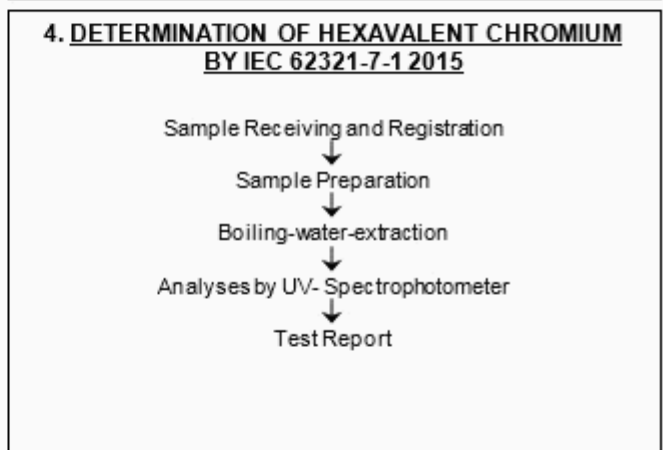 4. DETERMINATION OF HEXAVALENT CHROMIUM
BY IEC 62321-7-1 2015
Sample Receiving and Registration
Sample Preparation
Boiling-water-extraction
Analyses by UV- Spectrophotometer
Test Report